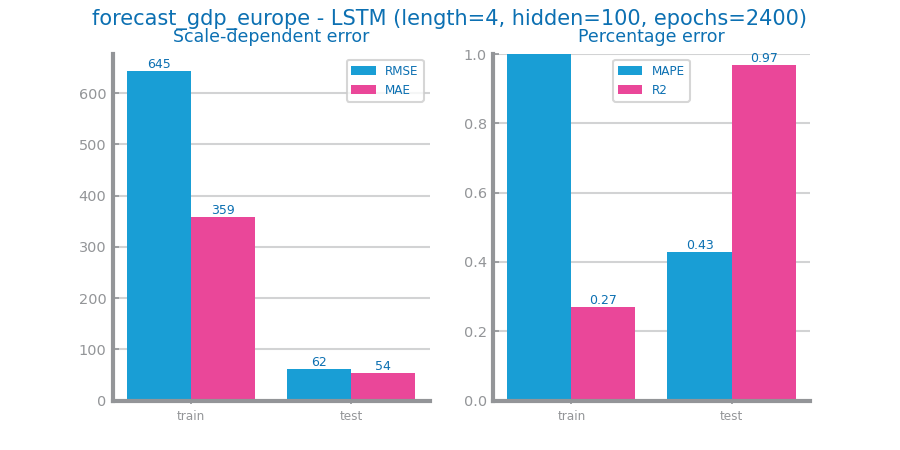 forecast_gdp_europe - LSTM (length=4, hidden=100, epochs=2400)
Scale-dependent error
645
359
62
54
RMSE
MAE
600
500
400
300
200
100
0
train test
Percentage error
0.27
0.43
0.97
MAPE
R2
1.0
0.8
0.6
0.4
0.2
0.0
train test